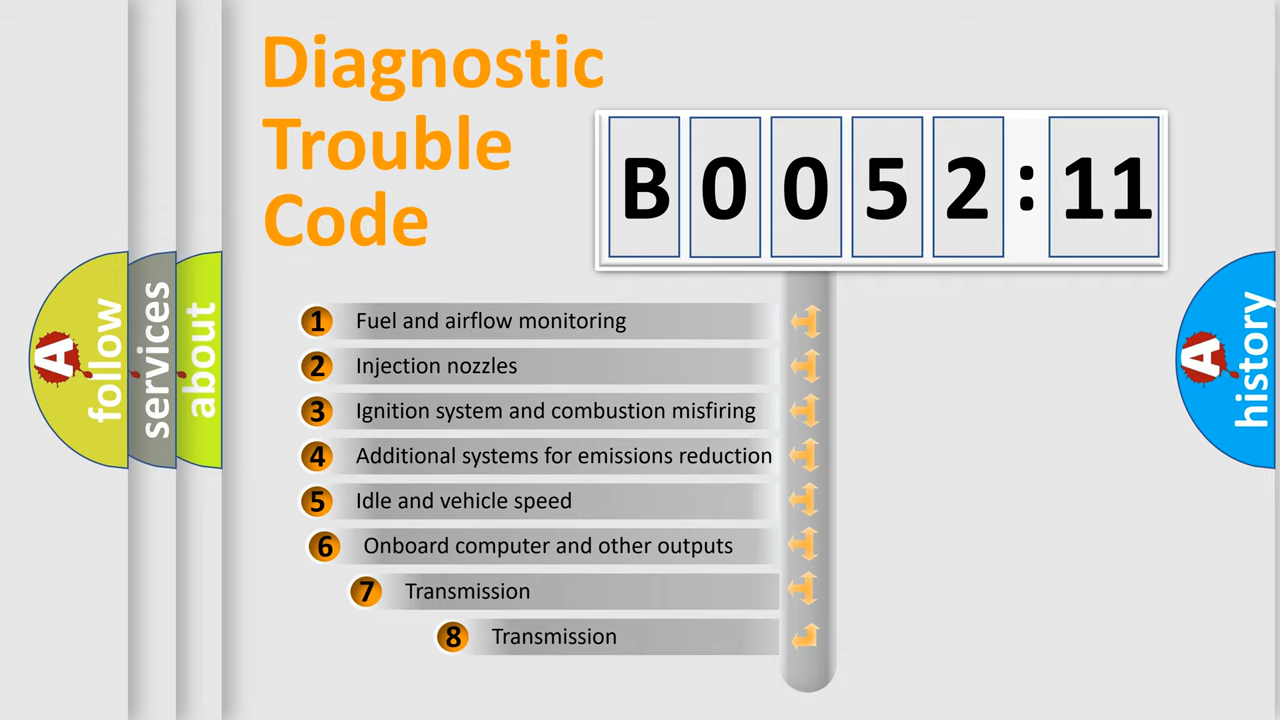 Diagnostic
Trouble
Code
B0052:11
1 Fuel and airflow monitoring
2 Injection nozzles
3 Ignition system and combustion misfiring
4 Additional systems for emissions reduction
5 Idle and vehicle speed
6 Onboard computer and other outputs
7 Transmission
8 Transmission
A follow
services
about
A history